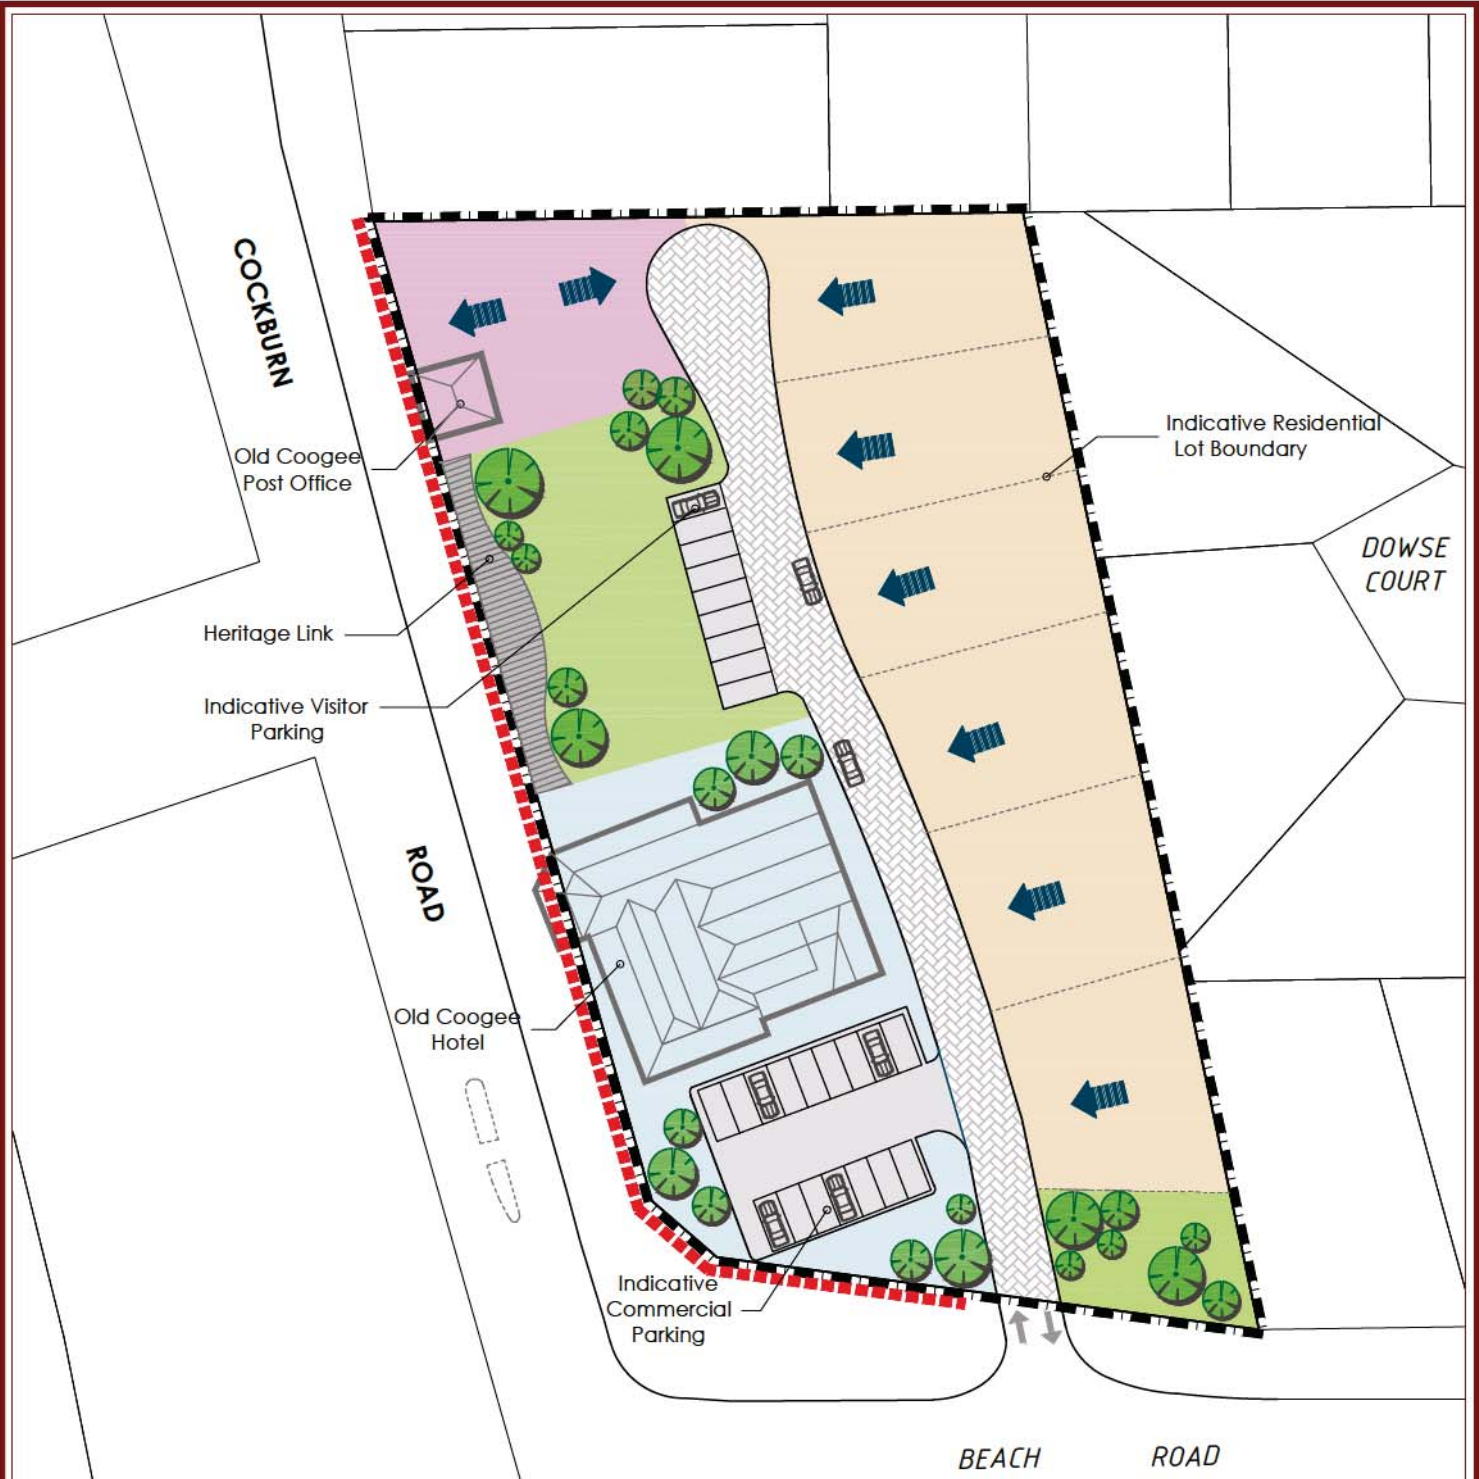 COCKBURN
Old Coogee
Post Office
Indicative Residential
Lot Boundary
DOWSE
COURT
Heritage Link
Indicative Visitor
Parking
ROAD
Old Coogee
Hotel
Indicative
Commercial
Parking
BEACH ROAD